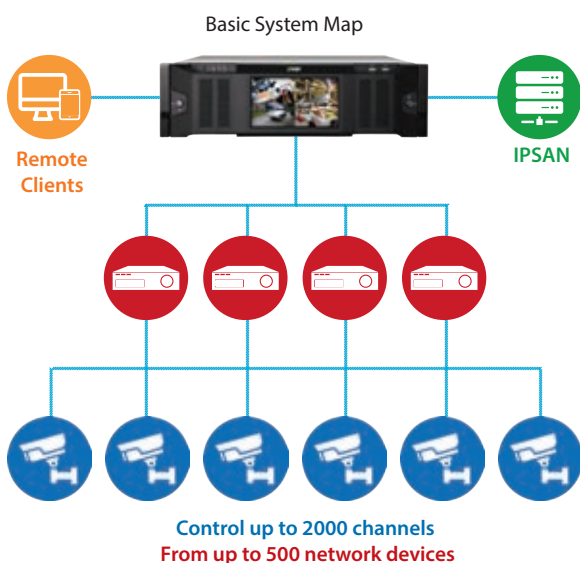 Basic System Map
Remote
Clients
IPSAN
Control up to 2000 channels
From up to 500 network devices